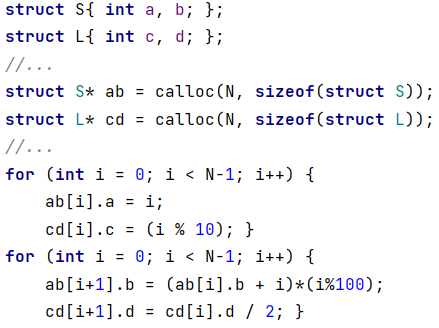 struct S{ int a, b; };
struct L{ int c, d; };
//...
struct S* ab = calloc(N, sizeof(struct S));
struct L* cd = calloc(N, sizeof(struct L));
//...
for (int i = 0; i < N-1; i++) {
    ab[i].a = i;
    cd[i].c = (i % 10); }
for (int i = 0; i < N-1; i++) {
    ab[i+1].b = (ab[i].b + i)*(i%100);
    cd[i+1].d = cd[i].d / 2; }